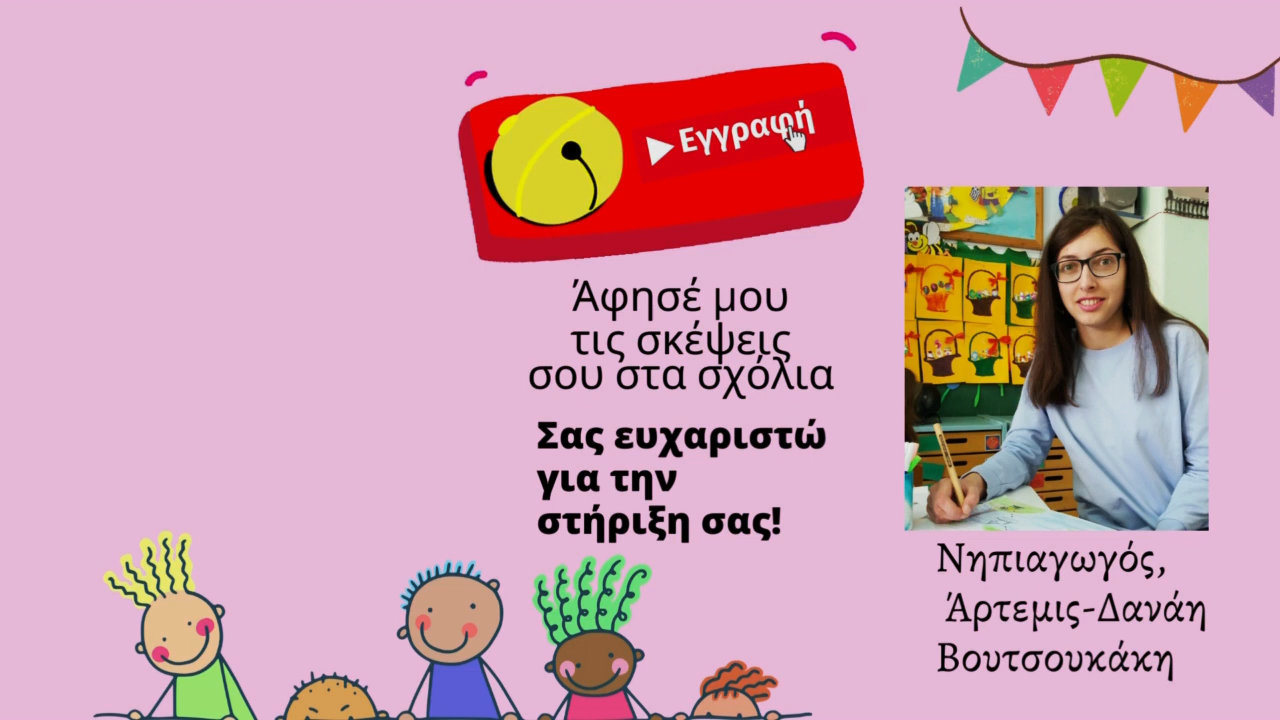 Εγγραφή
Άφησέ μου
τις σκέψεις
σου στα σχόλια
Σας ευχαριστώ
για την
στήριξη σας!
Νηπιαγωγός,
Άρτεμις-Δανάη
Βουτσουκάκη